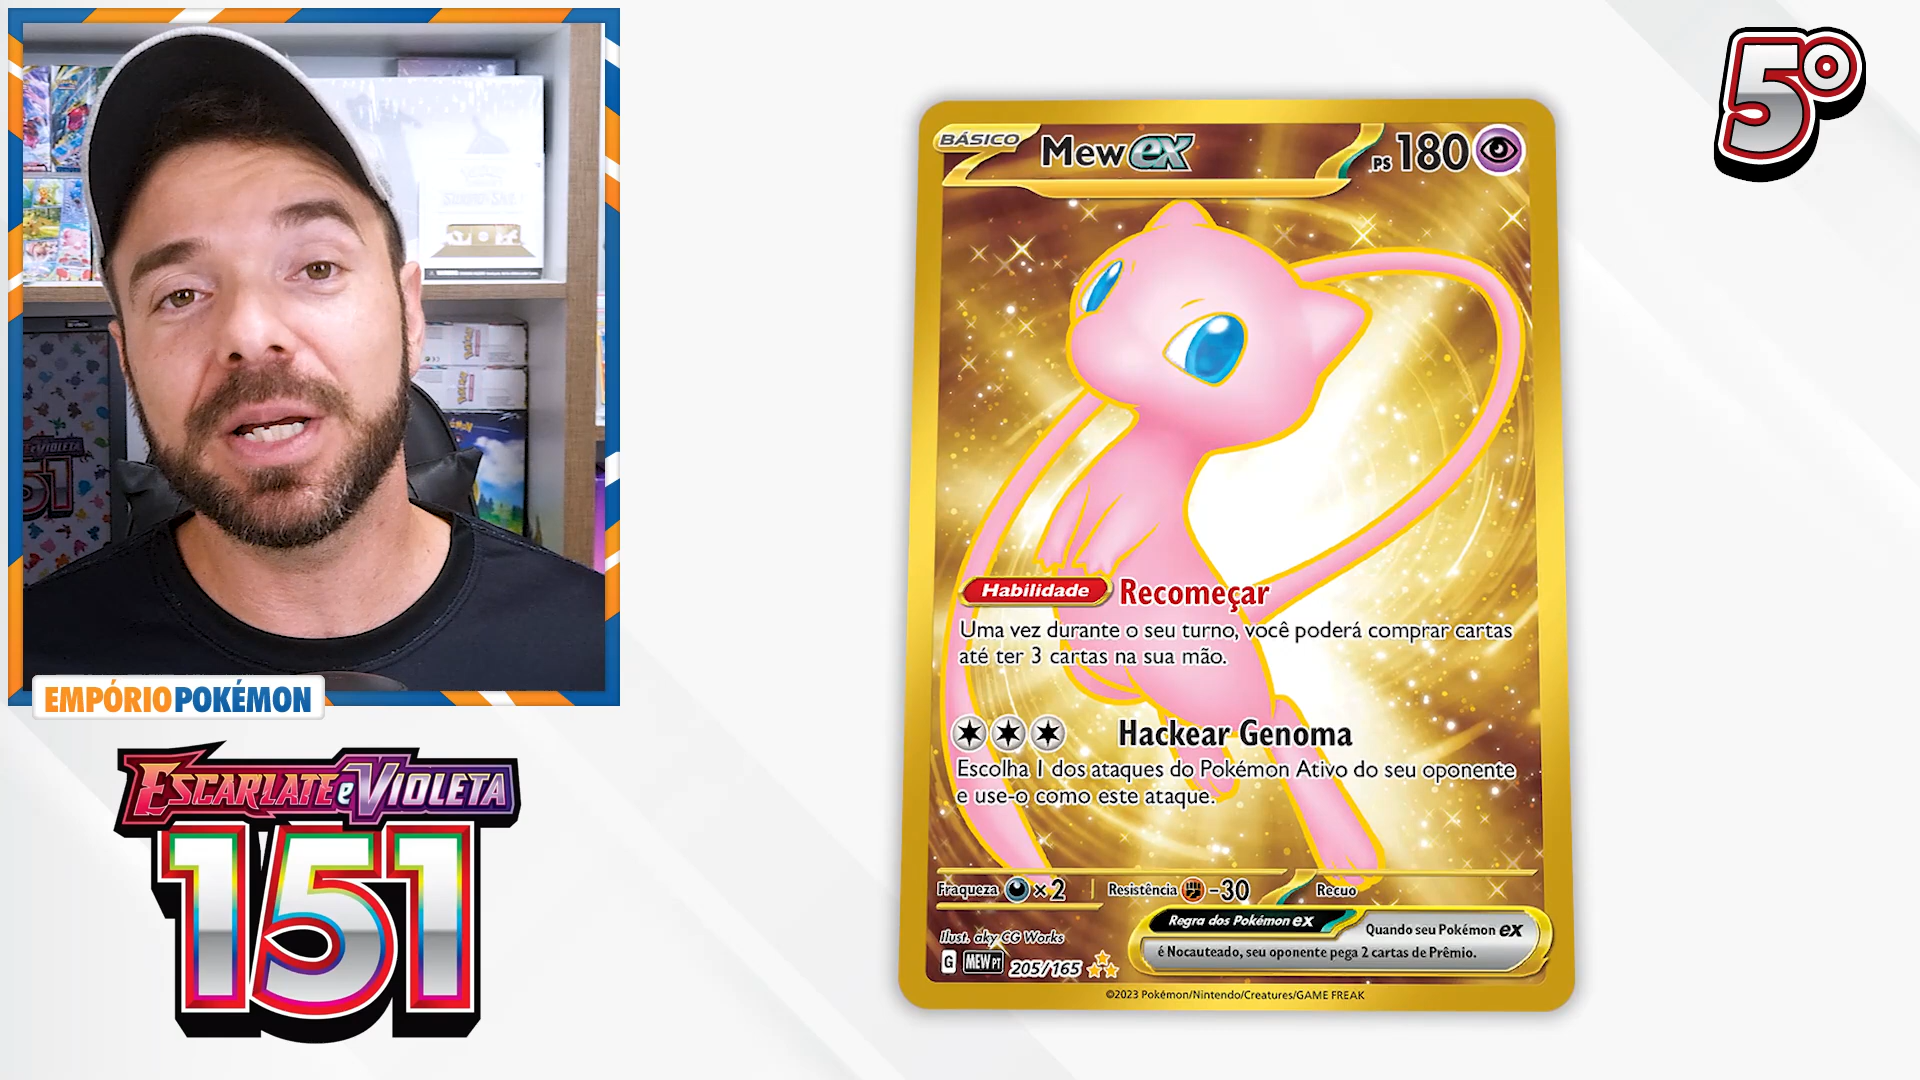 EMPÓRIOPOKÉMON
ESCARLATE e VIOLETA
151
5º
BÁSICO
Mew ex
PS 180
Habilidade Recomeçar
Uma vez durante o seu turno, você poderá comprar cartas
até ter 3 cartas na sua mão.
Hackear Genoma
Escolha 1 dos ataques do Pokémon Ativo do seu oponente
e use-o como este ataque.
Fraqueza ×2 Resistência -30 Recuo
Regra dos Pokémon ex Quando seu Pokémon ex
é Nocauteado, seu oponente pega 2 cartas de Prêmio.
Ilust. aky CG Works
G MEW PT 205/165
©2023 Pokémon/Nintendo/Creatures/GAME FREAK